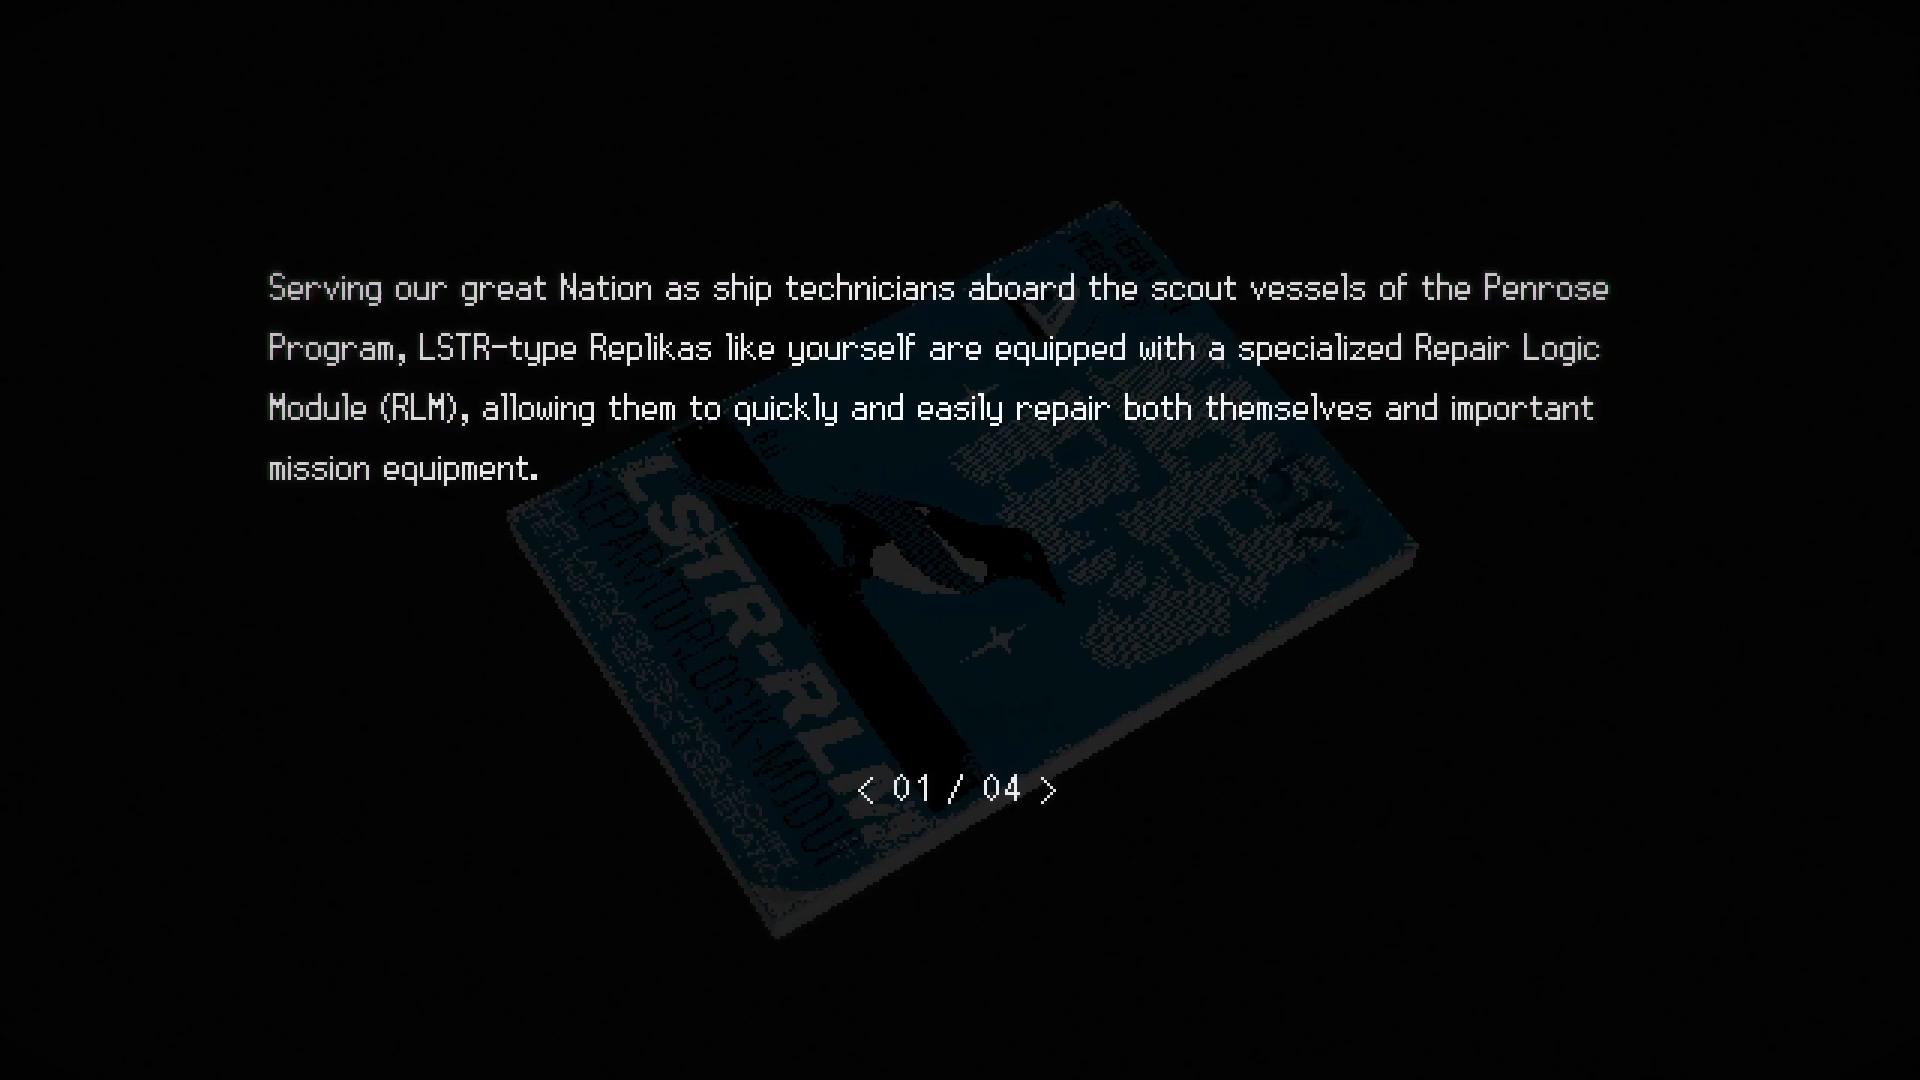 Serving our great Nation as ship technicians aboard the scout vessels of the Penrose
Program, LSTR-type Replikas like yourself are equipped with a specialized Repair Logic
Module (RLM), allowing them to quickly and easily repair both themselves and important
mission equipment.
LSTR-RLM
REPARATURLOGIK-MODUL
< 01 / 04 >